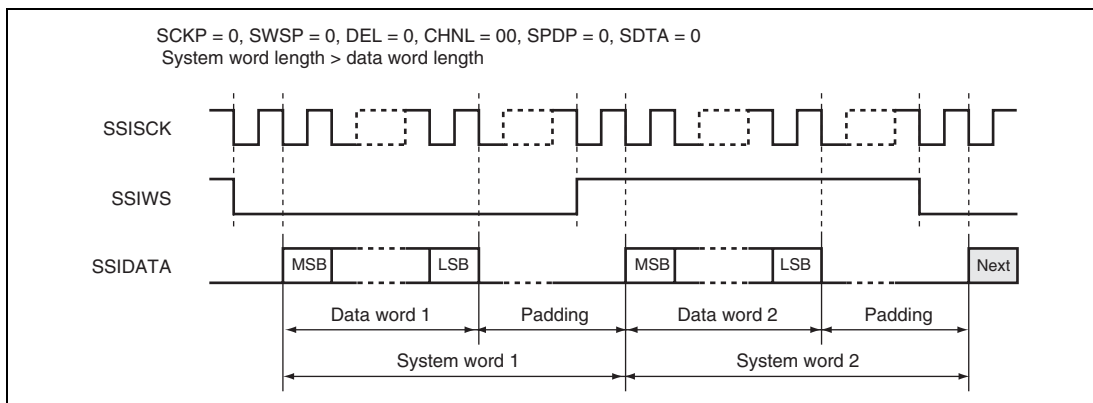 SCKP = 0, SWSP = 0, DEL = 0, CHNL = 00, SPDP = 0, SDTA = 0
System word length > data word length
SSISCK
SSIWS
SSIDATA
MSB
LSB
MSB
LSB
Next
Data word 1
Padding
Data word 2
Padding
System word 1
System word 2